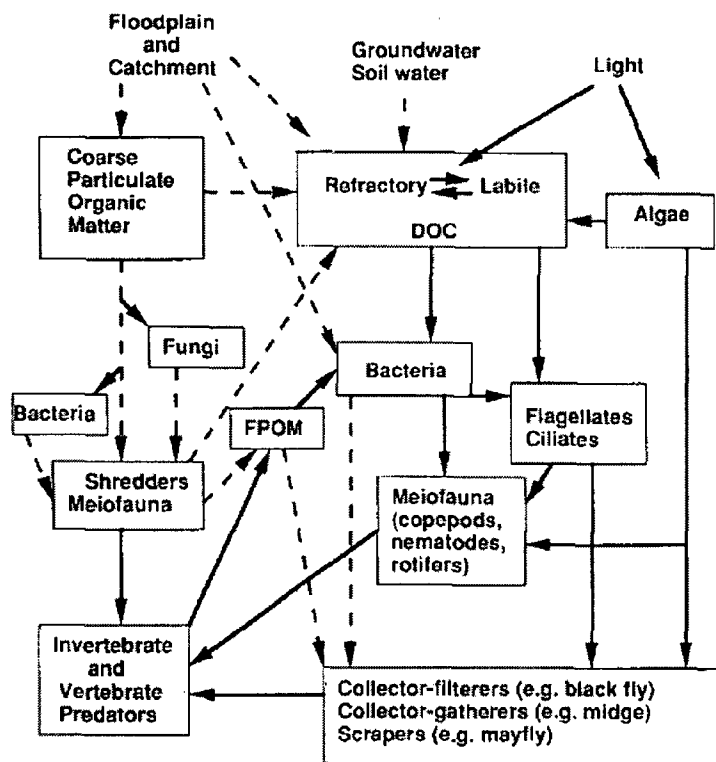 Floodplain
and
Catchment
Groundwater
Soil water
Light
Coarse
Particulate
Organic
Matter
Refractory
Labile
DOC
Algae
Fungi
Bacteria
Bacteria
FPOM
Flagellates
Ciliates
Shredders
Meiofauna
Meiofauna
(copepods,
nematodes,
rotifers)
Invertebrate
and
Vertebrate
Predators
Collector-filterers (e.g. black fly)
Collector-gatherers (e.g. midge)
Scrapers (e.g. mayfly)